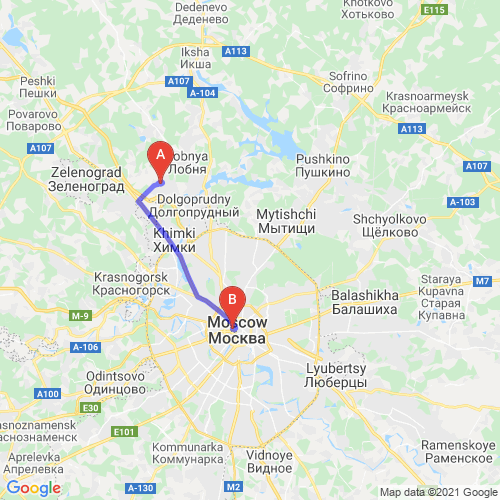 Dedenevo
Деденево
Khotkovo
Хотьково
E115
A113
Iksha
Икша
A107
Peshki
Пешки
A-104
Sofrino
Софрино
Krasnoarmeysk
Красноармейск
Povarovo
Поварово
A107
A113
A
Лобня
Zelenograd
Зеленоград
Pushkino
Пушкино
A107
A-103
Dolgoprudny
Долгопрудный
Mytishchi
Мытищи
Shchyolkovo
Щёлково
Khimki
Химки
Krasnogorsk
Красногорск
Staraya
Kupavna
Старая
Купавна
M7
Balashikha
Балашиха
B
M-9
Moscow
Москва
A-106
Lyubertsy
Люберцы
Odintsovo
Одинцово
A100
E30
E101
Kommunarka
Коммунарка
Vidnoye
Видное
Ramenskoye
Раменское
Aprelevka
Апрелевка
A-130
M2
Google
Map data ©2021 Google